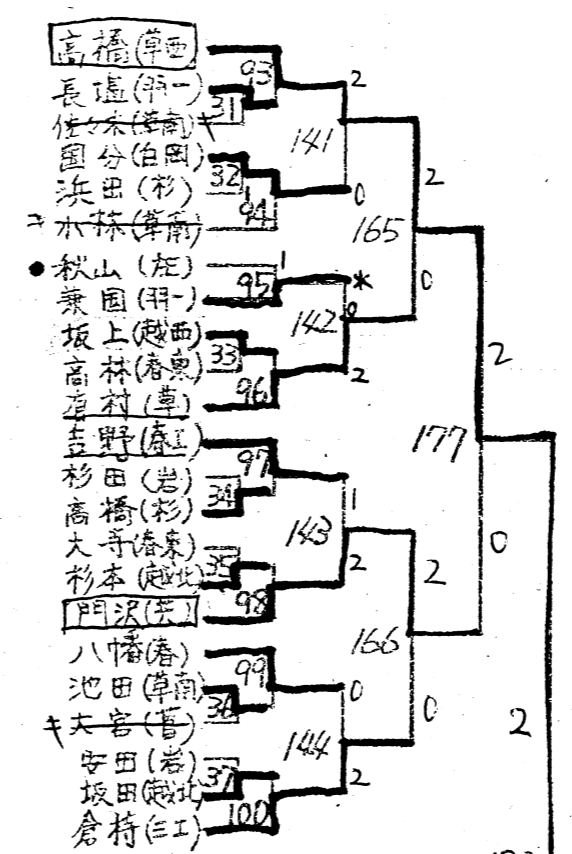 高橋(草西)
93
2
長塩(羽一)
31
佐々木(草南)キ
141
2
国分(白岡)
32
浜田(杉)
0
94
キ 小林(草南)
165
秋山(庄)
1
95
*
0
兼国(羽一)
142
0
坂上(越西)
33
2
高林(春東)
96
2
177
吉野(春工)
97
杉田(岩)
34
1
高橋(杉)
143
大寺(春東)
35
2
2
0
杉本(越北)
98
門沢(共)
166
八幡(春)
99
池田(草南)
36
0
0
キ 大宮(菖)
144
2
安田(岩)
37
2
坂田(越北)
100
倉持(三工)